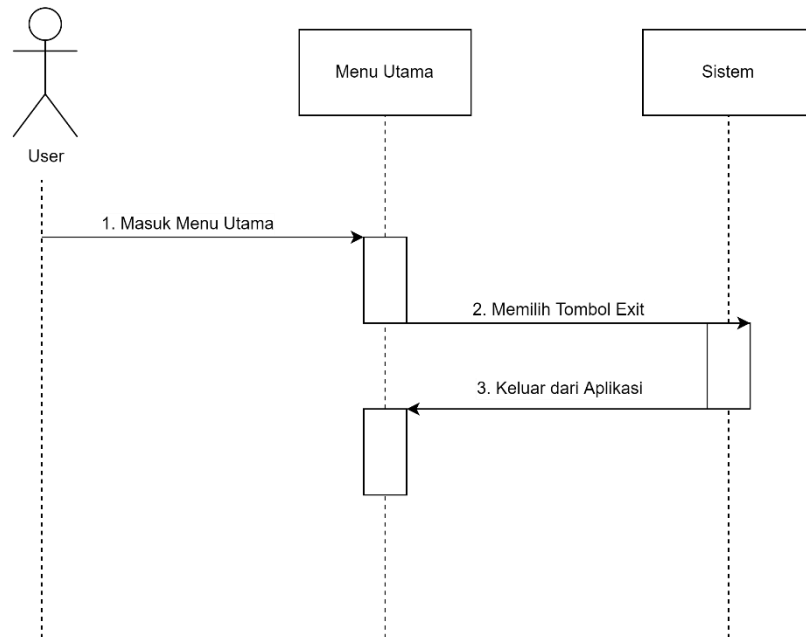 Menu Utama
Sistem
User
1. Masuk Menu Utama
2. Memilih Tombol Exit
3. Keluar dari Aplikasi